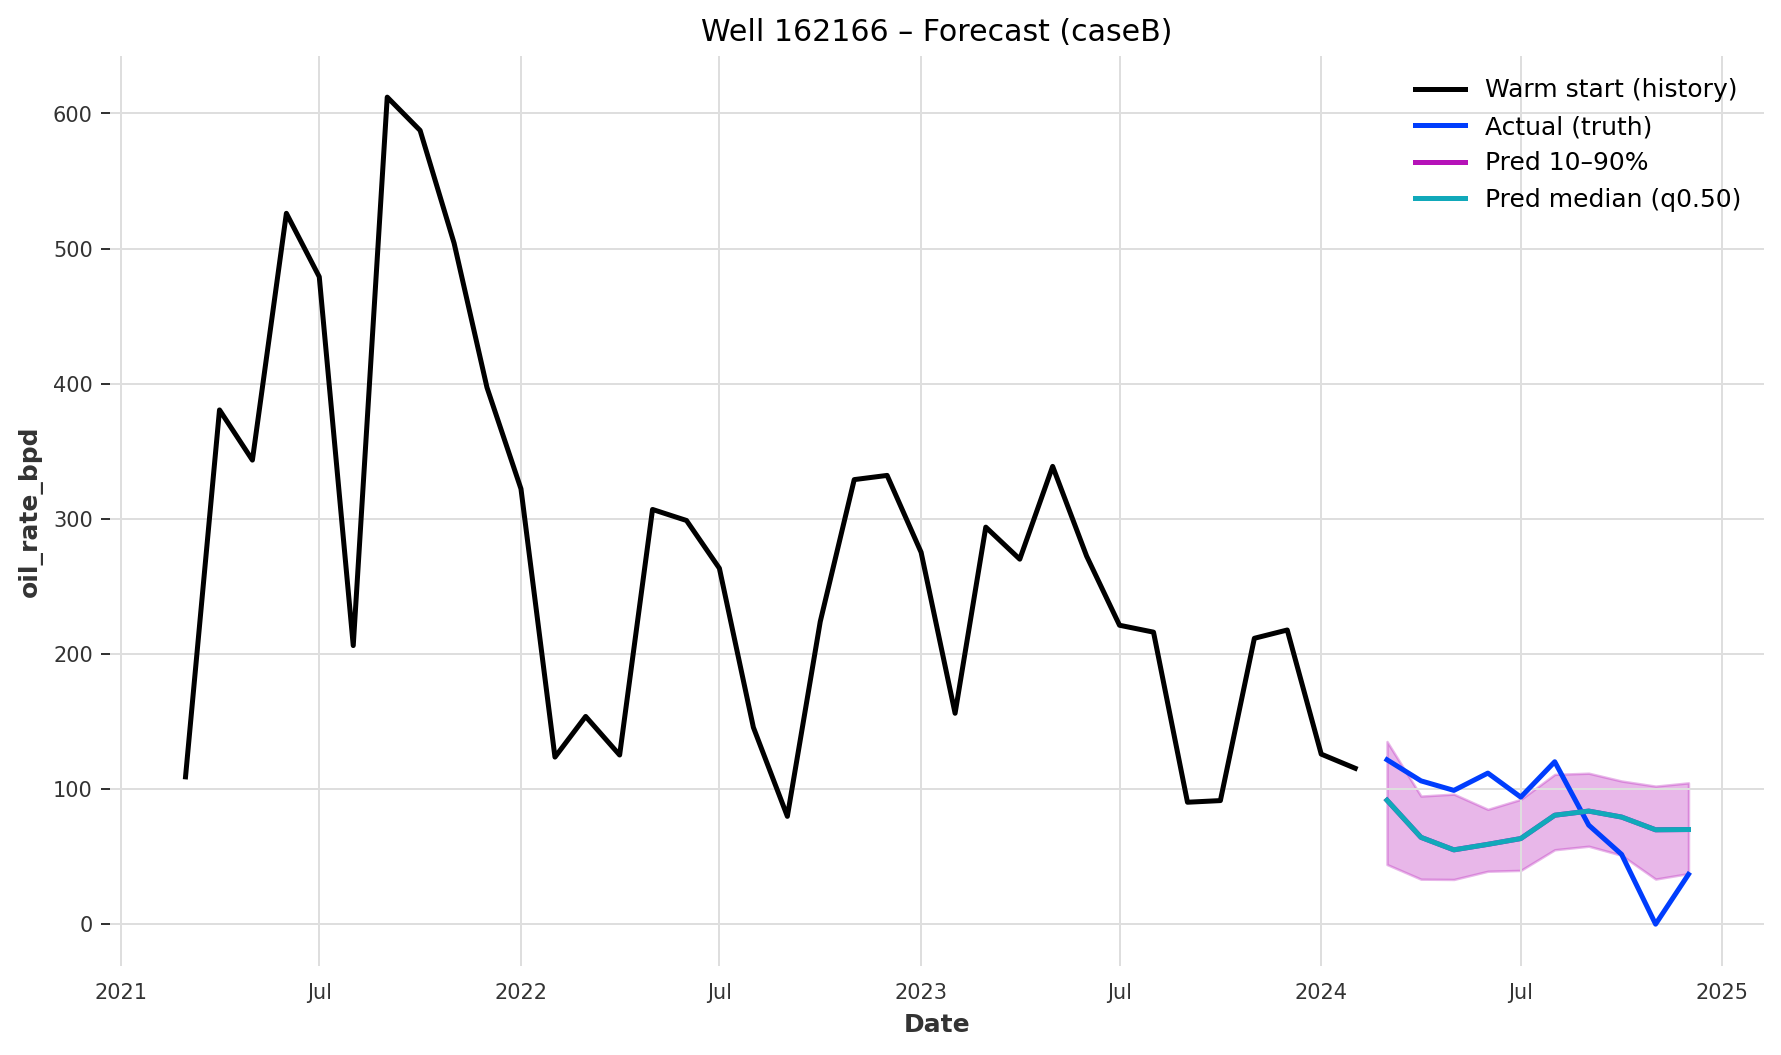 Well 162166 – Forecast (caseB)
Warm start (history)
Actual (truth)
Pred 10–90%
Pred median (q0.50)
oil_rate_bpd
600
500
400
300
200
100
0
2021 Jul 2022 Jul 2023 Jul 2024 Jul 2025
Date